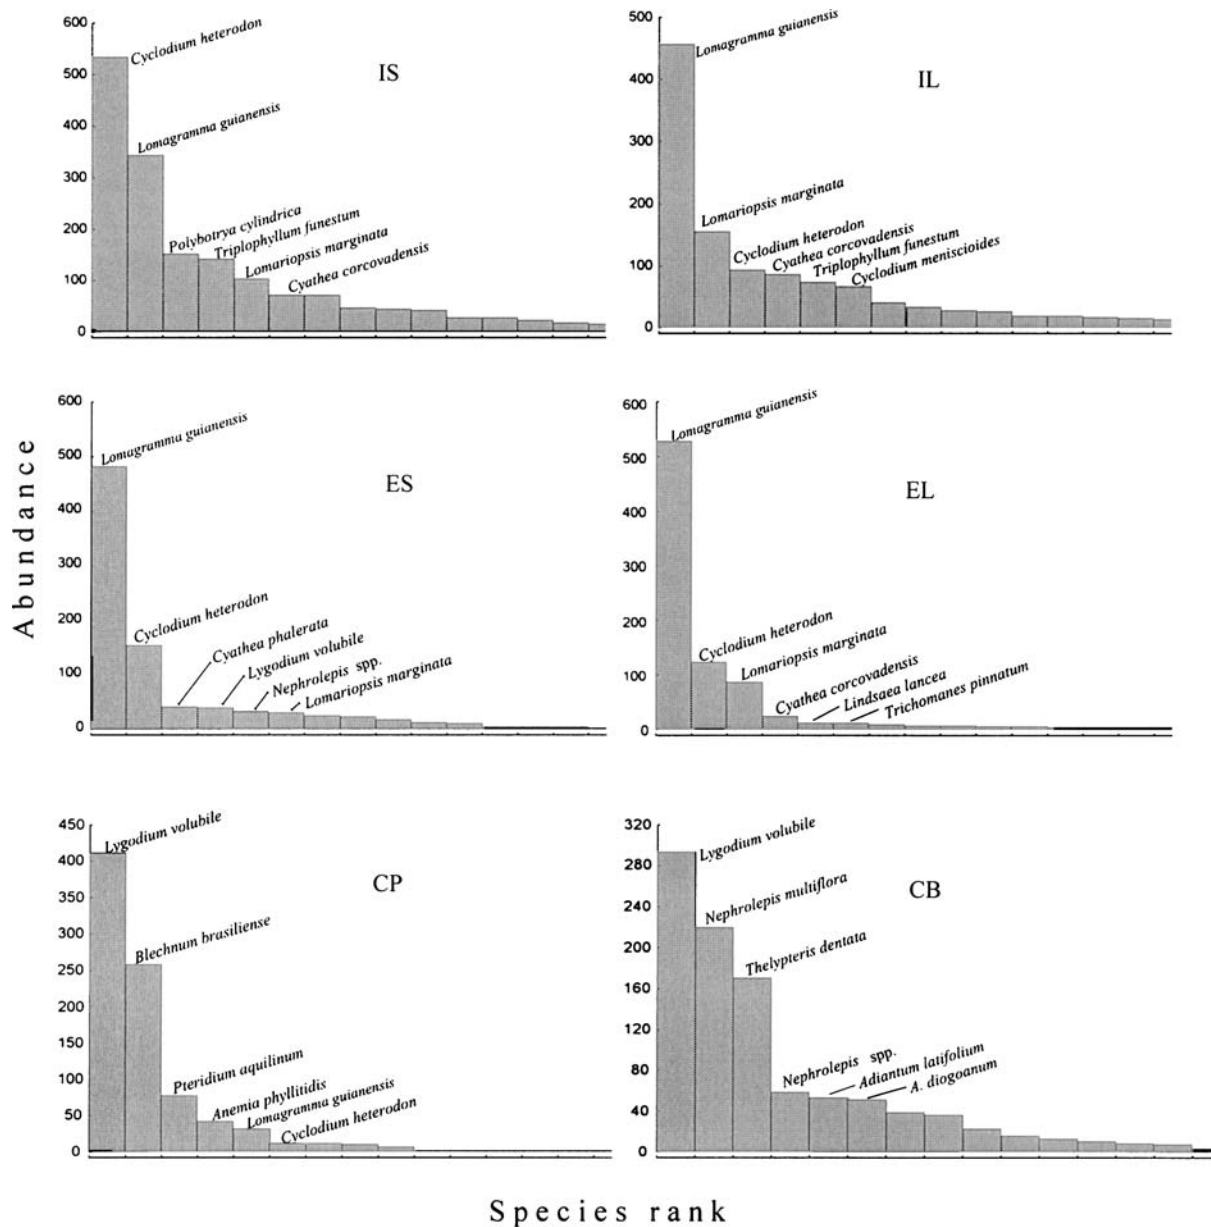 600
500
400
300
200
100
0
Cyclodium heterodon
Lomagramma guianensis
Polybotrya cylindrica
Triplophyllum funestum
Lomariopsis marginata
Cyathea corcovadensis
IS
500
400
300
200
100
0
Lomagramma guianensis
Lomariopsis marginata
Cyclodium heterodon
Cyathea corcovadensis
Triplophyllum funestum
Cyclodium meniscioides
IL
Abundance
600
500
400
300
200
100
0
Lomagramma guianensis
Cyclodium heterodon
Cyathea phalerata
Lygodium volubile
Nephrolepis spp.
Lomariopsis marginata
ES
600
500
400
300
200
100
0
Lomagramma guianensis
Cyclodium heterodon
Lomariopsis marginata
Cyathea corcovadensis
Lindsaea lancea
Trichomanes pinnatum
EL
450
400
350
300
250
200
150
100
50
0
Lygodium volubile
Blechnum brasiliense
Pteridium aquilinum
Anemia phyllitidis
Lomagramma guianensis
Cyclodium heterodon
CP
320
280
240
200
160
120
80
40
0
Lygodium volubile
Nephrolepis multiflora
Thelypteris dentata
Nephrolepis spp.
Adiantum latifolium
A. diogoanum
CB
Species rank